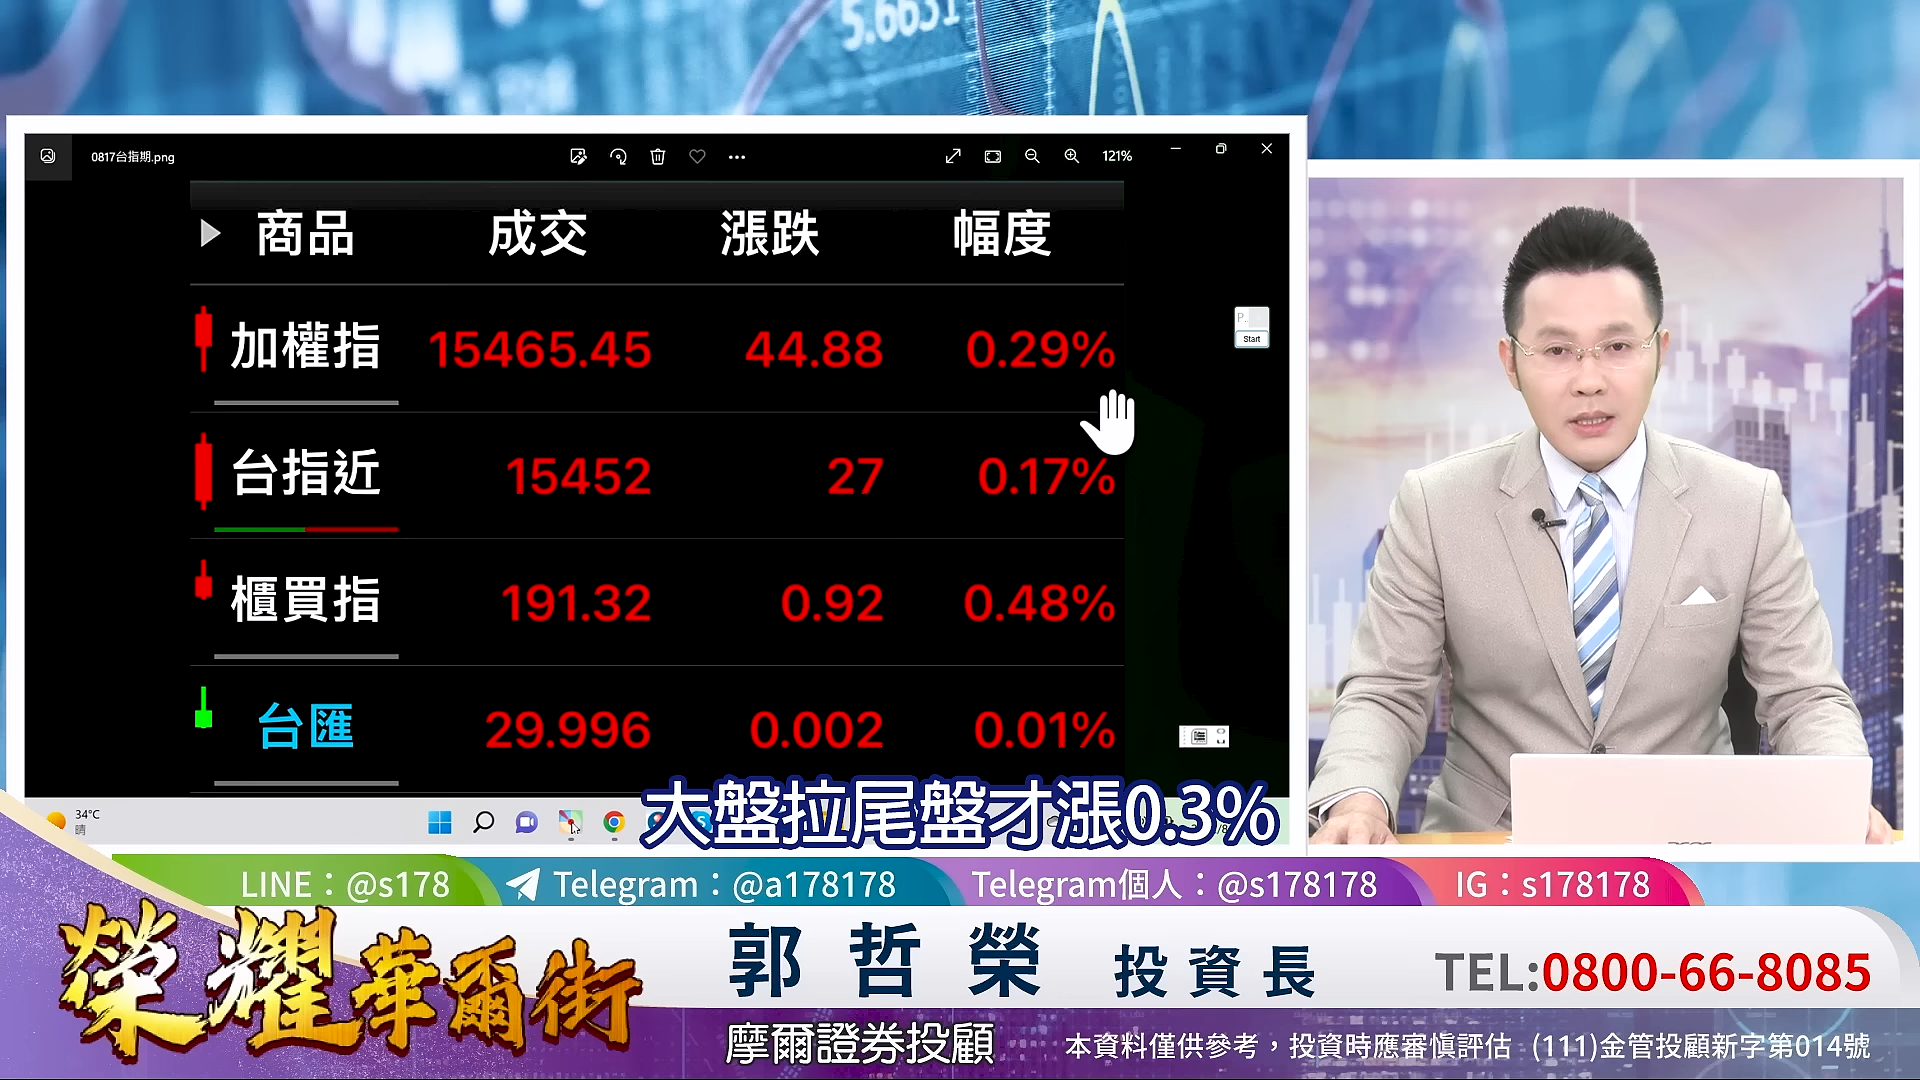 5.6631
0817台指期.png
121%
商品 成交 漲跌 幅度
加權指 15465.45 44.88 0.29%
台指近 15452 27 0.17%
櫃買指 191.32 0.92 0.48%
台匯 29.996 0.002 0.01%
Start
34°C
晴
大盤拉尾盤才漲0.3%
LINE：@s178 Telegram：@a178178 Telegram個人：@s178178 IG：s178178
榮耀華爾街
郭哲榮 投資長
TEL:0800-66-8085
摩爾證券投顧
本資料僅供參考，投資時應審慎評估 (111)金管投顧新字第014號